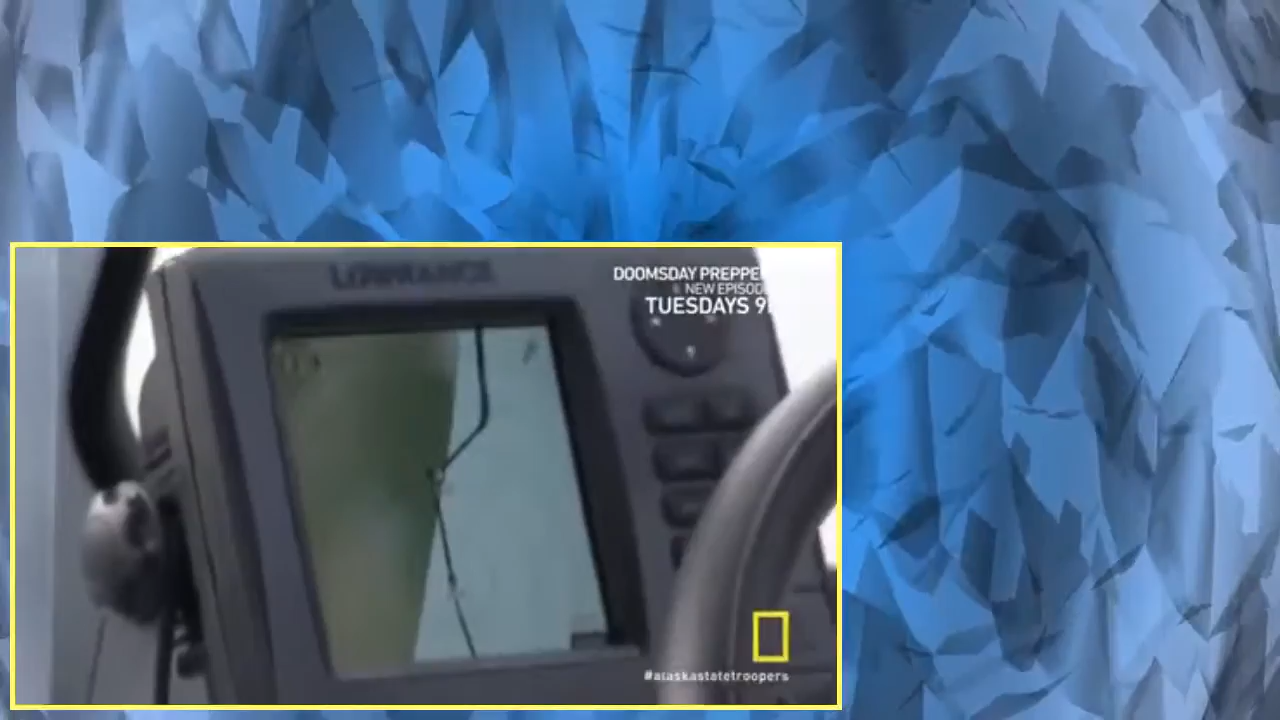 LOWRANCE
DOOMSDAY PREPPE
NEW EPISOD
TUESDAYS 9
#alaskastatetroopers